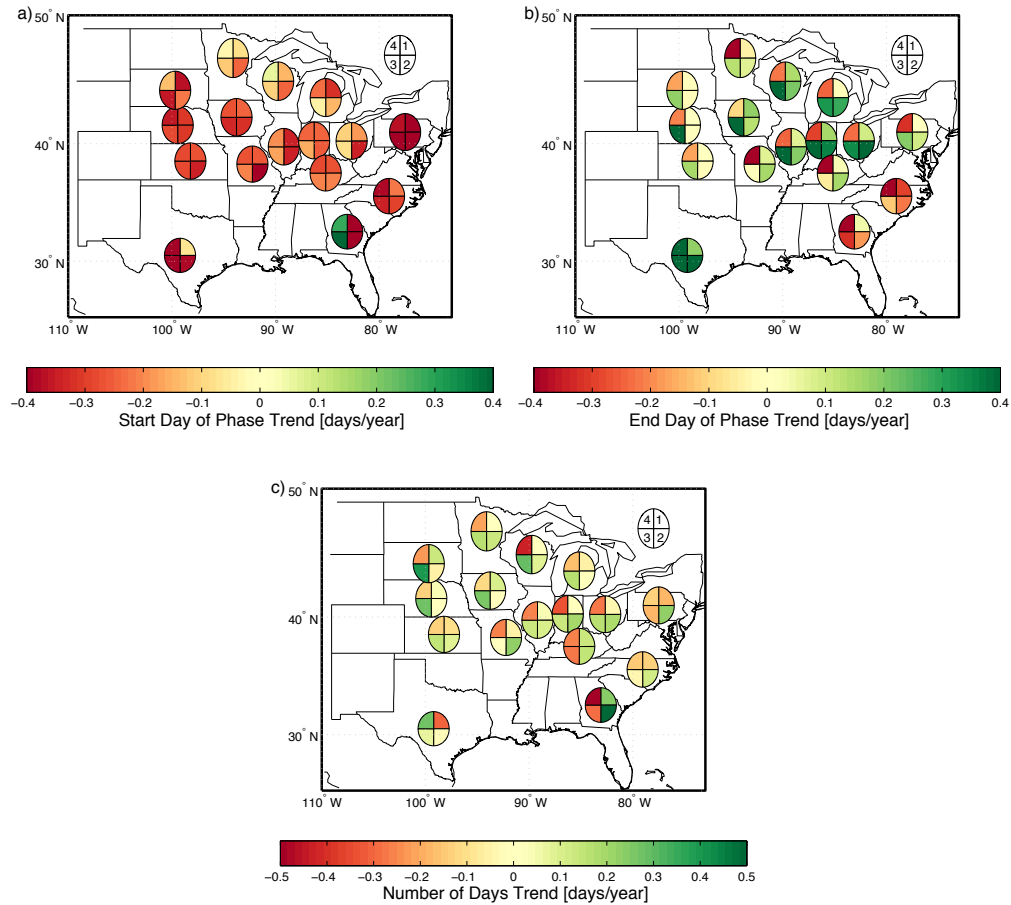 a)
b)
50° N
40° N
30° N
110° W
100° W
90° W
80° W
4 1
3 2
−0.4 −0.3 −0.2 −0.1 0 0.1 0.2 0.3 0.4
Start Day of Phase Trend [days/year]
50° N
40° N
30° N
110° W
100° W
90° W
80° W
4 1
3 2
−0.4 −0.3 −0.2 −0.1 0 0.1 0.2 0.3 0.4
End Day of Phase Trend [days/year]
c)
50° N
40° N
30° N
110° W
100° W
90° W
80° W
4 1
3 2
−0.5 −0.4 −0.3 −0.2 −0.1 0 0.1 0.2 0.3 0.4 0.5
Number of Days Trend [days/year]